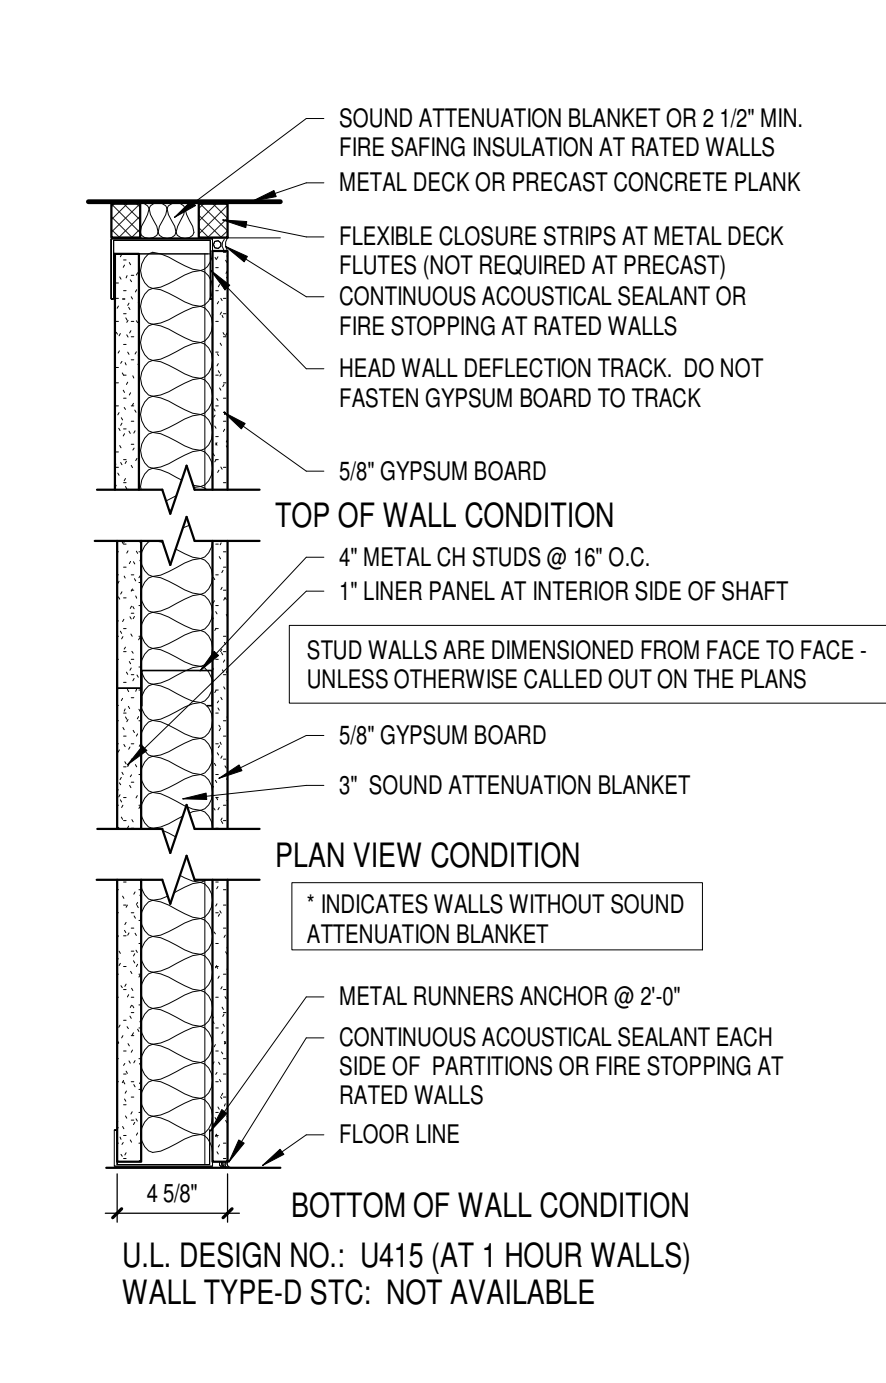 SOUND ATTENUATION BLANKET OR 2 1/2" MIN.
FIRE SAFING INSULATION AT RATED WALLS
METAL DECK OR PRECAST CONCRETE PLANK
FLEXIBLE CLOSURE STRIPS AT METAL DECK
FLUTES (NOT REQUIRED AT PRECAST)
CONTINUOUS ACOUSTICAL SEALANT OR
FIRE STOPPING AT RATED WALLS
HEAD WALL DEFLECTION TRACK.  DO NOT
FASTEN GYPSUM BOARD TO TRACK
5/8" GYPSUM BOARD
TOP OF WALL CONDITION
4" METAL CH STUDS @ 16" O.C.
1" LINER PANEL AT INTERIOR SIDE OF SHAFT
STUD WALLS ARE DIMENSIONED FROM FACE TO FACE -
UNLESS OTHERWISE CALLED OUT ON THE PLANS
5/8" GYPSUM BOARD
3"  SOUND ATTENUATION BLANKET
PLAN VIEW CONDITION
* INDICATES WALLS WITHOUT SOUND
ATTENUATION BLANKET
METAL RUNNERS ANCHOR @ 2'-0"
CONTINUOUS ACOUSTICAL SEALANT EACH
SIDE OF  PARTITIONS OR FIRE STOPPING AT
RATED WALLS
FLOOR LINE
4 5/8"
BOTTOM OF WALL CONDITION
U.L. DESIGN NO.:  U415 (AT 1 HOUR WALLS)
WALL TYPE-D STC:  NOT AVAILABLE